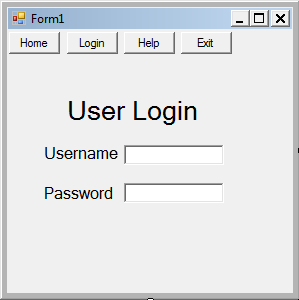 Form1
Home Login Help Exit
User Login
Username
Password